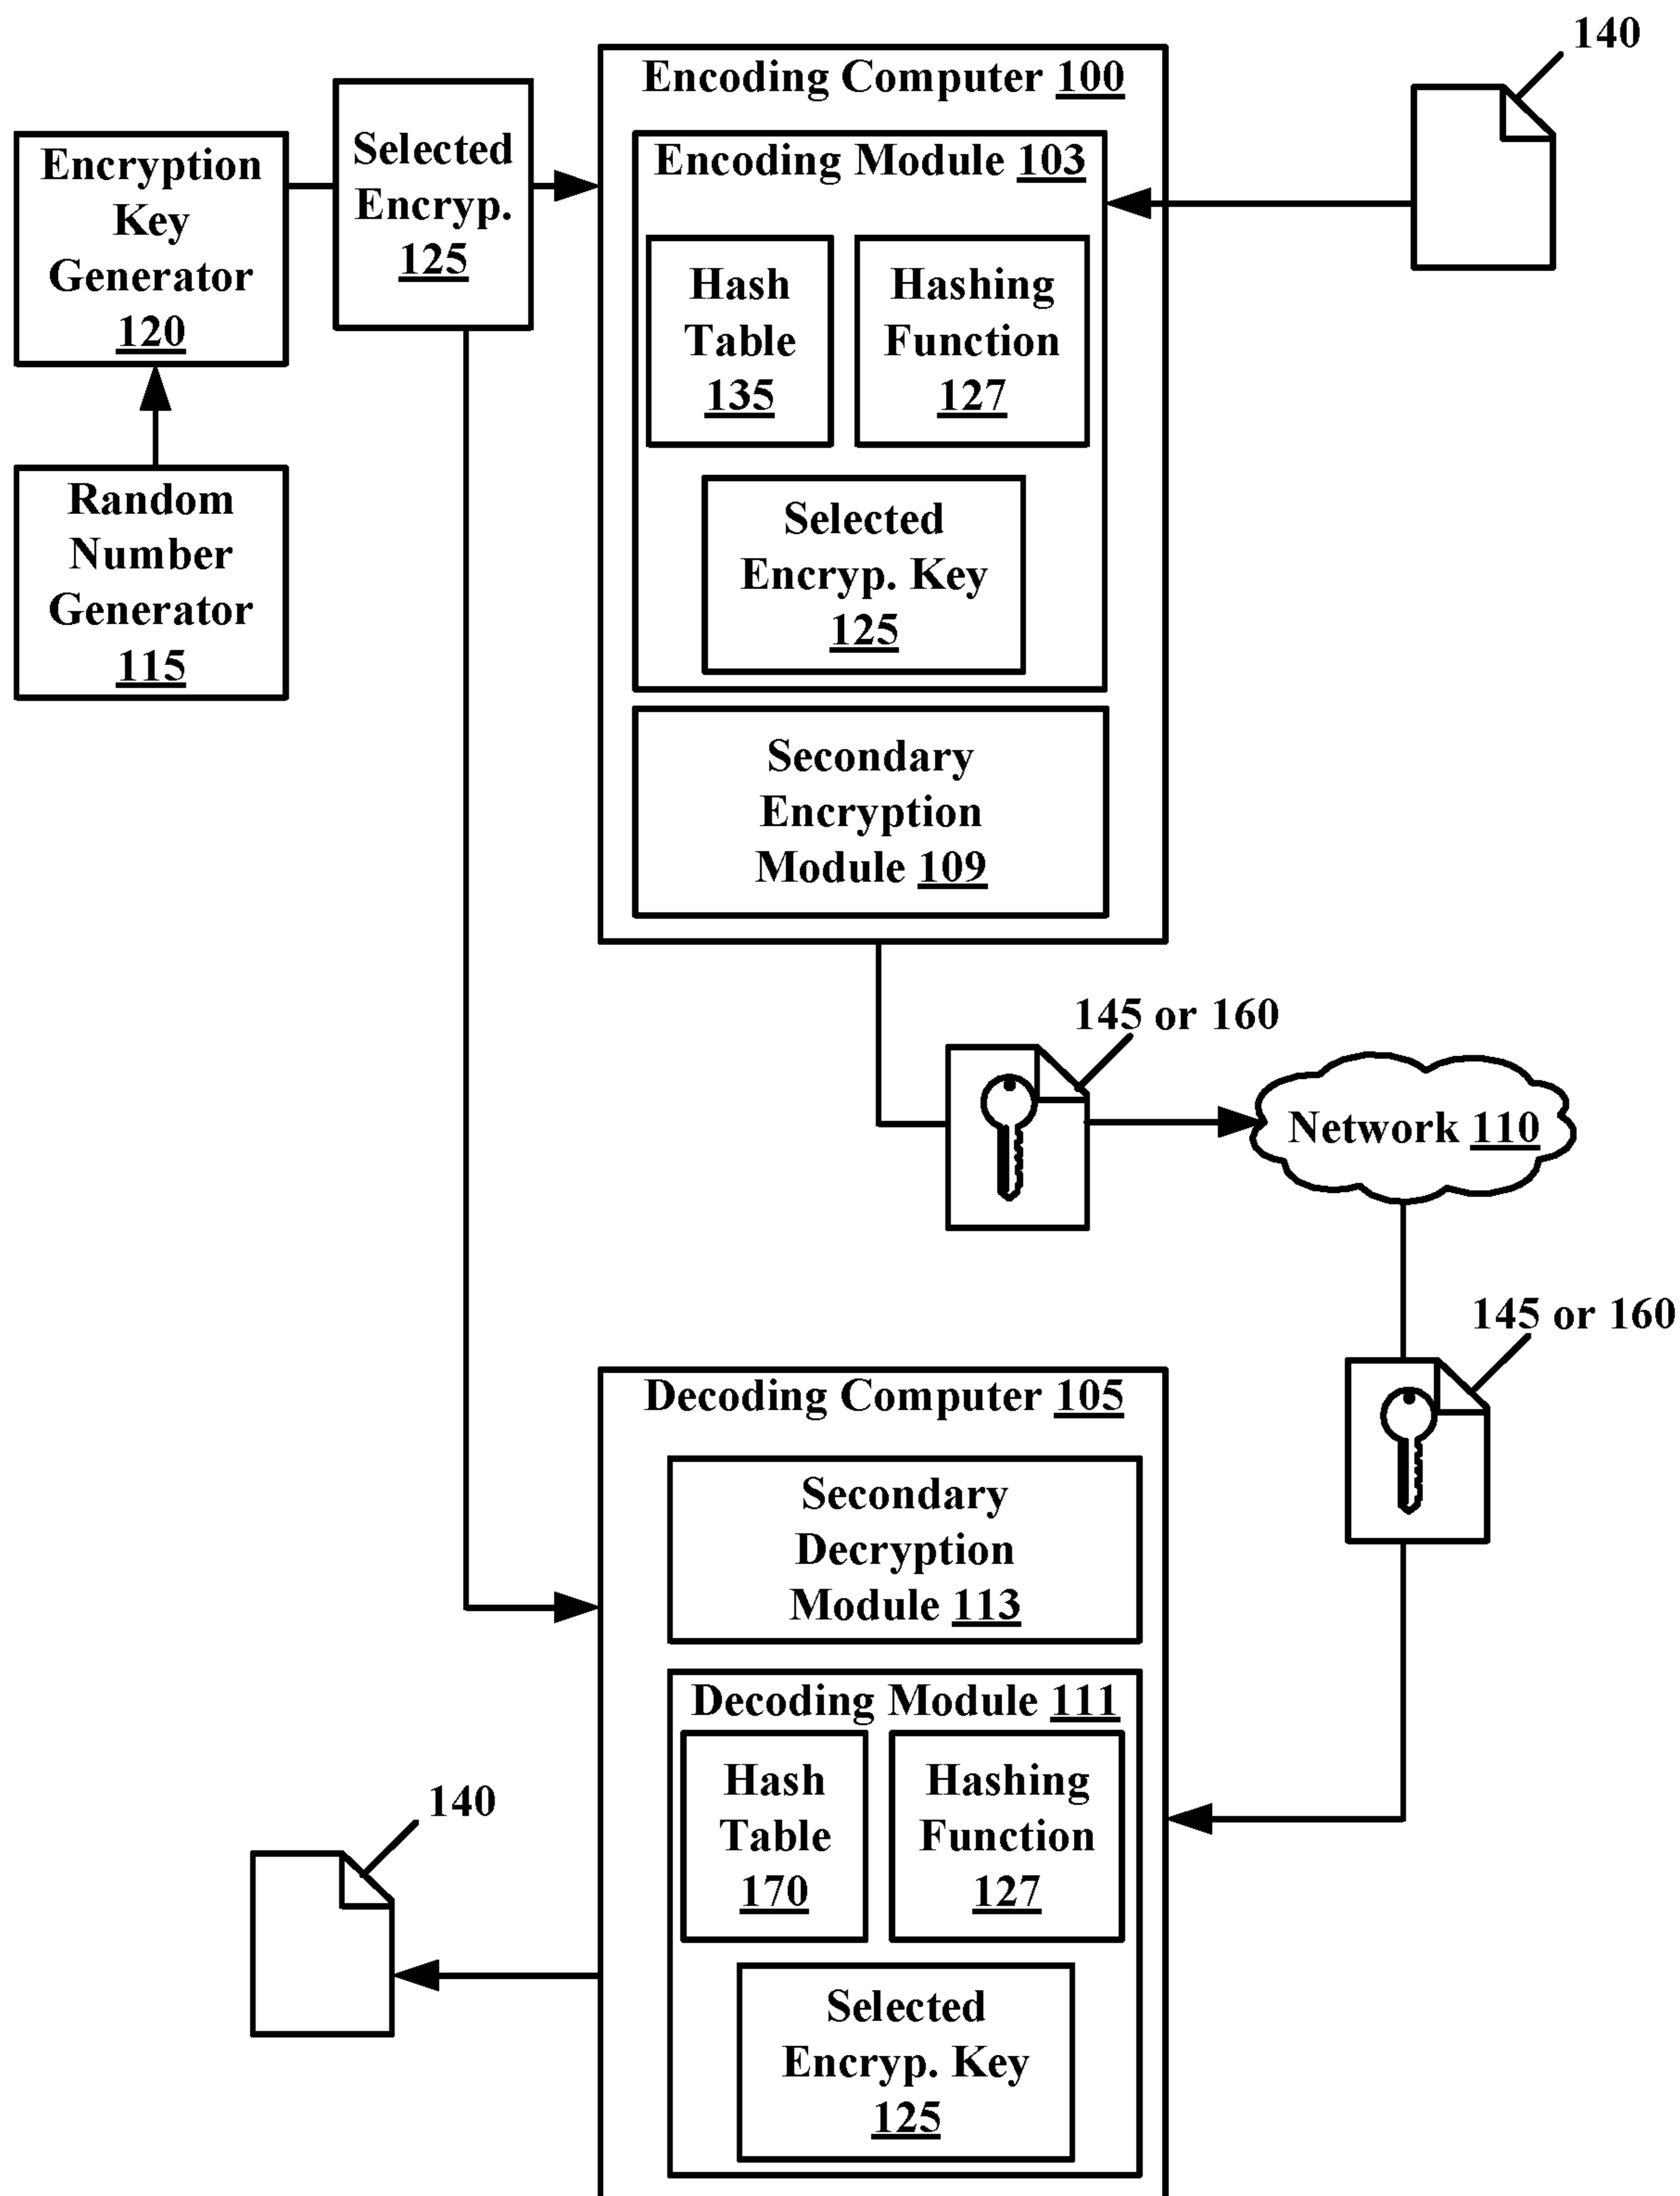 140
Encoding Computer 100
Encoding Module 103
Selected
Encryp.
125
Encryption
Key
Generator
120
Hash
Table
135
Hashing
Function
127
Random
Number
Generator
115
Selected
Encryp. Key
125
Secondary
Encryption
Module 109
145 or 160
Network 110
145 or 160
Decoding Computer 105
Secondary
Decryption
Module 113
Decoding Module 111
Hash
Table
170
Hashing
Function
127
140
Selected
Encryp. Key
125